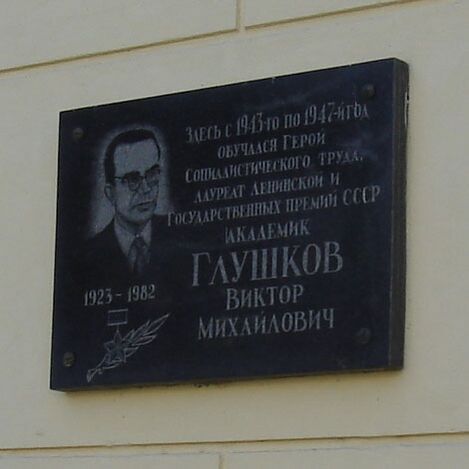 Здесь с 1943-го по 1947-й год
обучался Герой
Социалистического Труда,
лауреат Ленинской и
Государственных премий СССР
академик
ГЛУШКОВ
Виктор
Михайлович
1923 - 1982